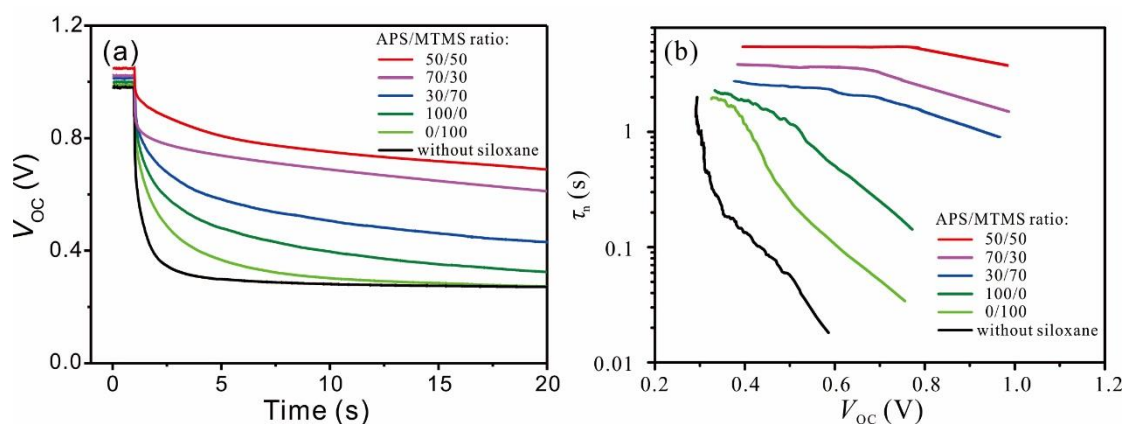 (a)
APS/MTMS ratio:
50/50
70/30
30/70
100/0
0/100
without siloxane
1.2
0.8
0.4
0.0
V_OC (V)
0
5
10
15
20
Time (s)
(b)
APS/MTMS ratio:
50/50
70/30
30/70
100/0
0/100
without siloxane
1
0.1
0.01
τ_n (s)
0.2
0.4
0.6
0.8
1.0
1.2
V_OC (V)